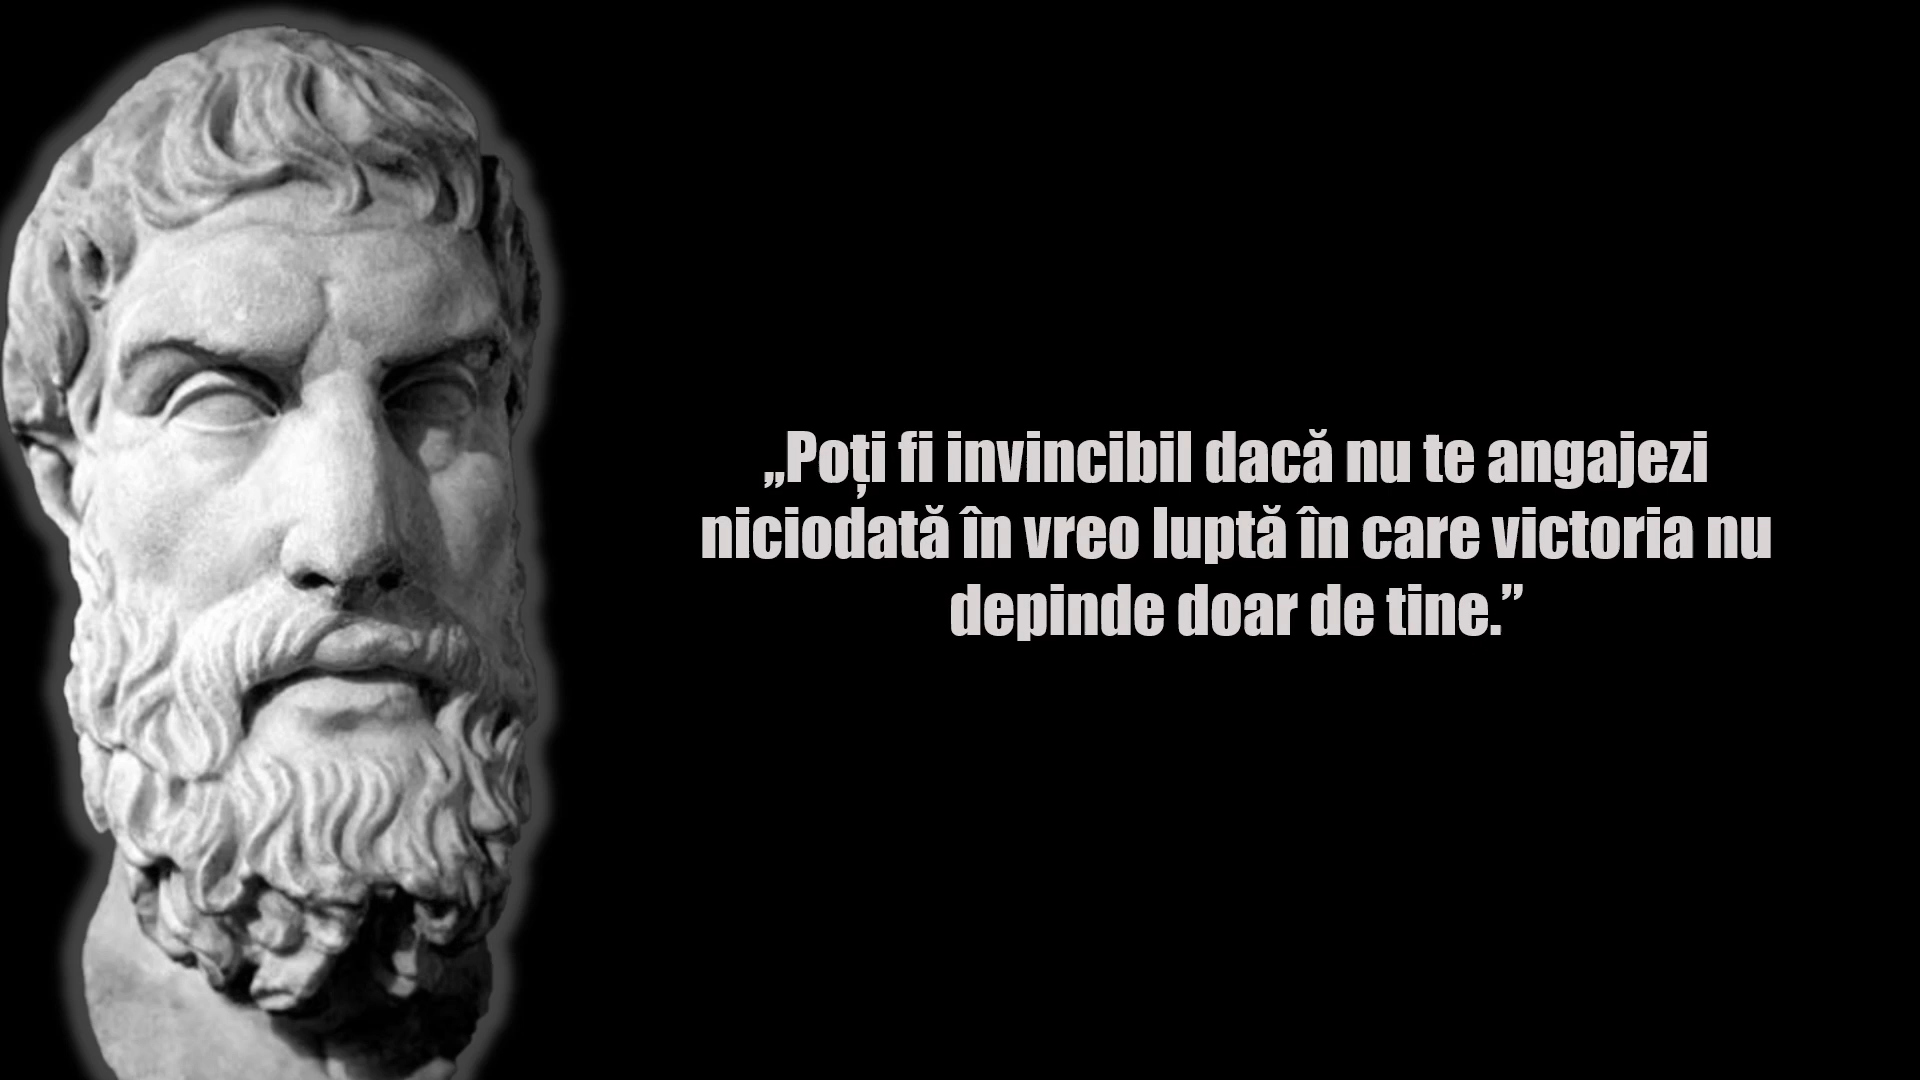 „Poți fi invincibil dacă nu te angajezi
niciodată în vreo luptă în care victoria nu
depinde doar de tine.”